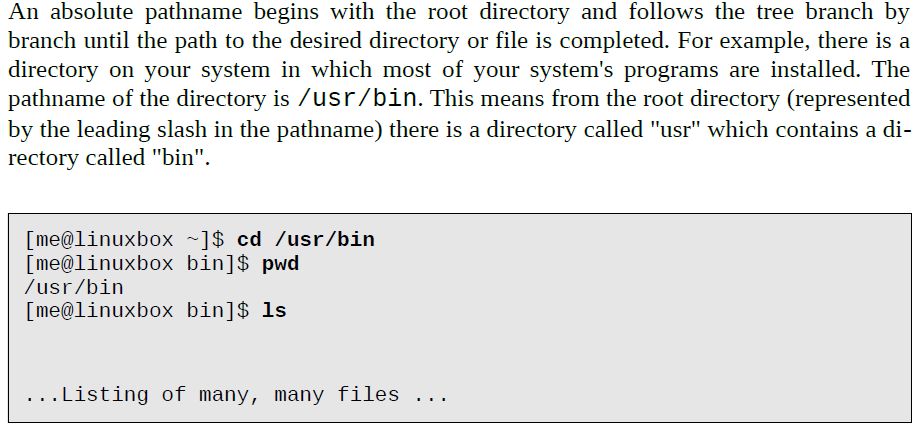 An absolute pathname begins with the root directory and follows the tree branch by
branch until the path to the desired directory or file is completed. For example, there is a
directory on your system in which most of your system's programs are installed. The
pathname of the directory is /usr/bin. This means from the root directory (represented
by the leading slash in the pathname) there is a directory called "usr" which contains a di-
rectory called "bin".
[me@linuxbox ~]$ cd /usr/bin
[me@linuxbox bin]$ pwd
/usr/bin
[me@linuxbox bin]$ ls
...Listing of many, many files ...